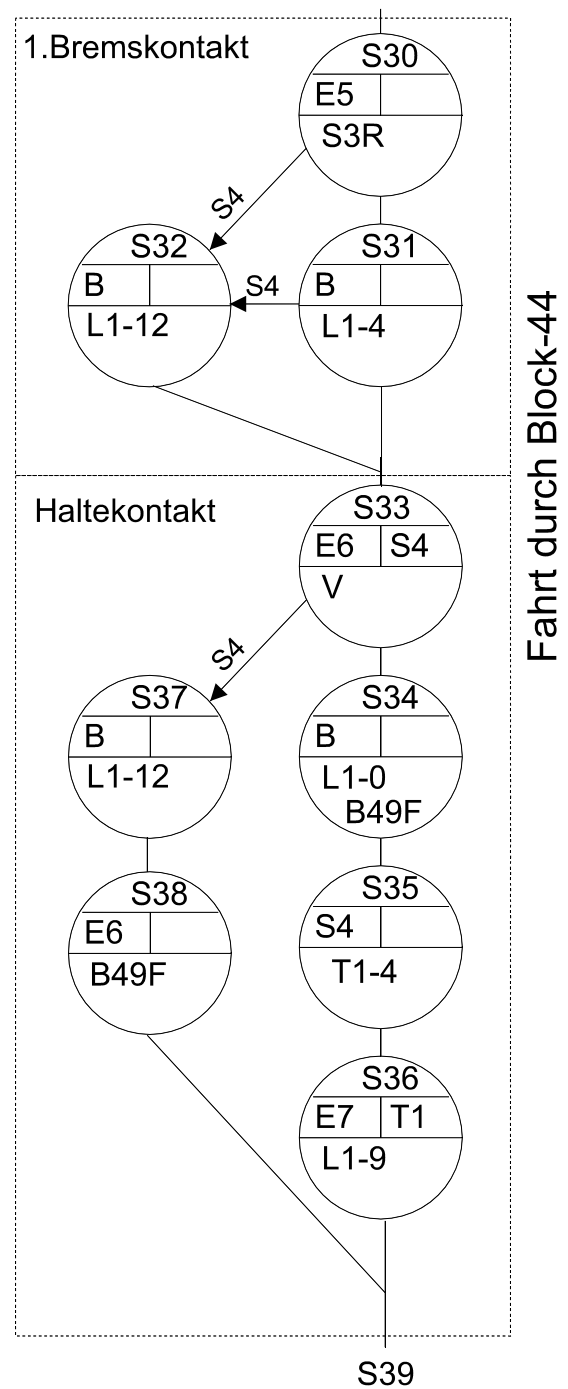 1.Bremskontakt
S30
E5
S3R
S4
S32
B
L1-12
S4
S31
B
L1-4
Fahrt durch Block-44
Haltekontakt
S33
E6 S4
V
S4
S37
B
L1-12
S34
B
L1-0
B49F
S38
E6
B49F
S35
S4
T1-4
S36
E7 T1
L1-9
S39